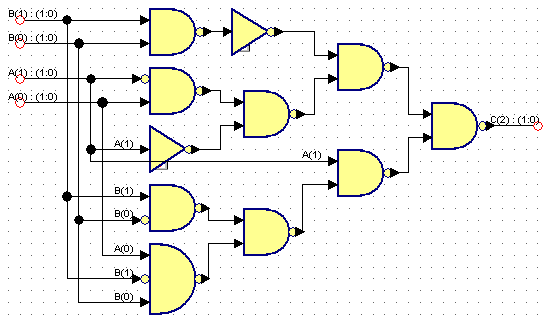 B(1) : (1:0)
B(0) : (1:0)
A(1) : (1:0)
A(0) : (1:0)
C(2) : (1:0)
A(1)
A(1)
B(1)
B(0)
A(0)
B(1)
B(0)